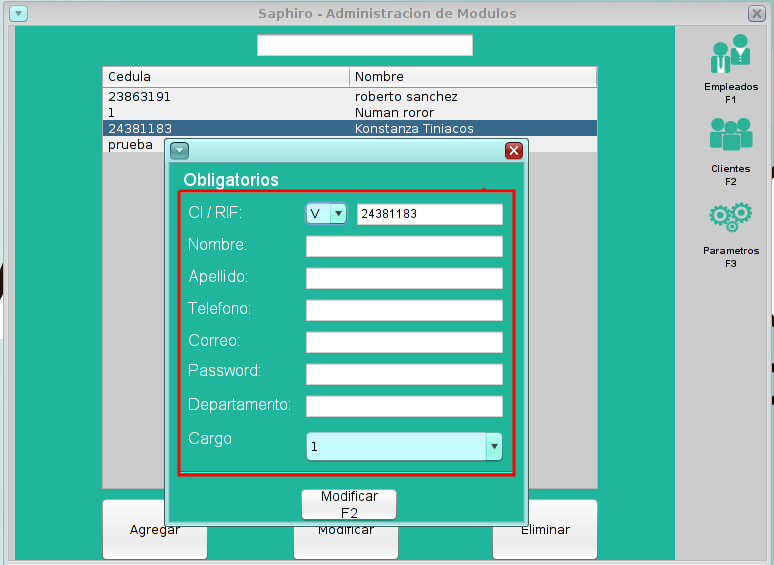 Saphiro - Administracion de Modulos
Cedula Nombre
23863191 roberto sanchez
1 Numan roror
24381183 Konstanza Tiniacos
prueba
Obligatorios
CI / RIF: V 24381183
Nombre:
Apellido:
Telefono:
Correo:
Password:
Departamento:
Cargo 1
Modificar
F2
Agregar Modificar Eliminar
Empleados
F1
Clientes
F2
Parametros
F3